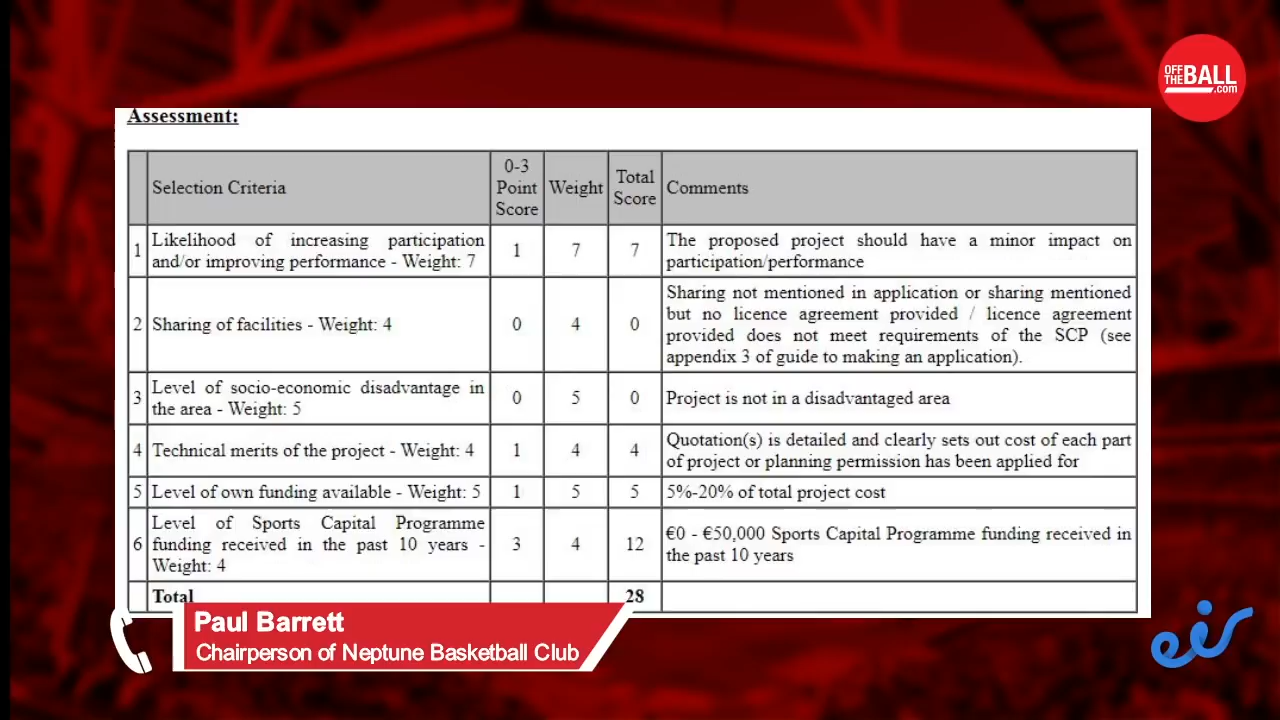 OFF
THE BALL
.com
Assessment:
Selection Criteria
0-3
Point
Score
Weight
Total
Score
Comments
1
Likelihood of increasing participation
and/or improving performance - Weight: 7
1
7
7
The proposed project should have a minor impact on
participation/performance
2
Sharing of facilities - Weight: 4
0
4
0
Sharing not mentioned in application or sharing mentioned
but no licence agreement provided / licence agreement
provided does not meet requirements of the SCP (see
appendix 3 of guide to making an application).
3
Level of socio-economic disadvantage in
the area - Weight: 5
0
5
0
Project is not in a disadvantaged area
4
Technical merits of the project - Weight: 4
1
4
4
Quotation(s) is detailed and clearly sets out cost of each part
of project or planning permission has been applied for
5
Level of own funding available - Weight: 5
1
5
5
5%-20% of total project cost
6
Level of Sports Capital Programme
funding received in the past 10 years -
Weight: 4
3
4
12
€0 - €50,000 Sports Capital Programme funding received in
the past 10 years
Total
28
Paul Barrett
Chairperson of Neptune Basketball Club
eir